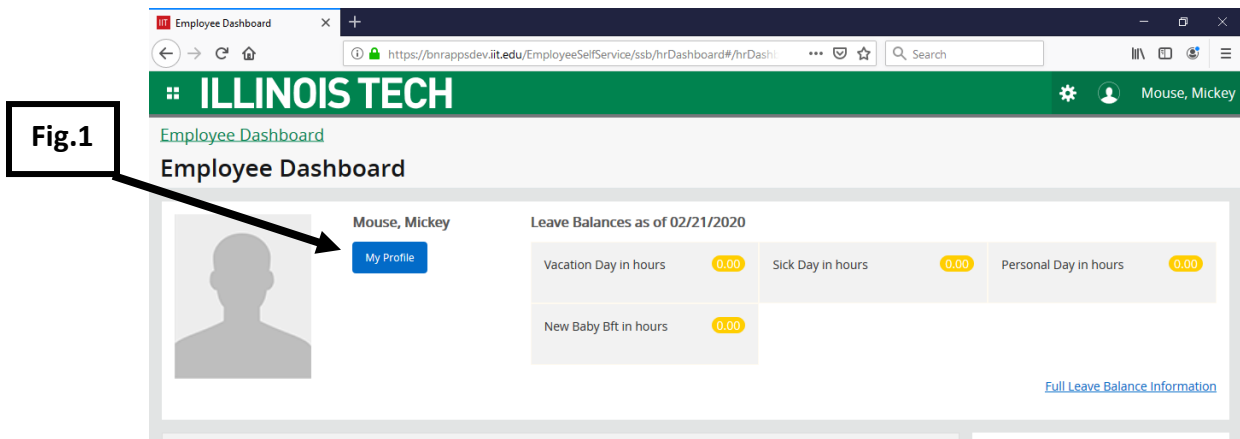 Employee Dashboard
https://bnrappsdev.iit.edu/EmployeeSelfService/ssb/hrDashboard#/hrDash
Search
ILLINOIS TECH
Mouse, Mickey
Fig.1
Employee Dashboard
Employee Dashboard
Mouse, Mickey
Leave Balances as of 02/21/2020
My Profile
Vacation Day in hours 0.00
Sick Day in hours 0.00
Personal Day in hours 0.00
New Baby Bft in hours 0.00
Full Leave Balance Information